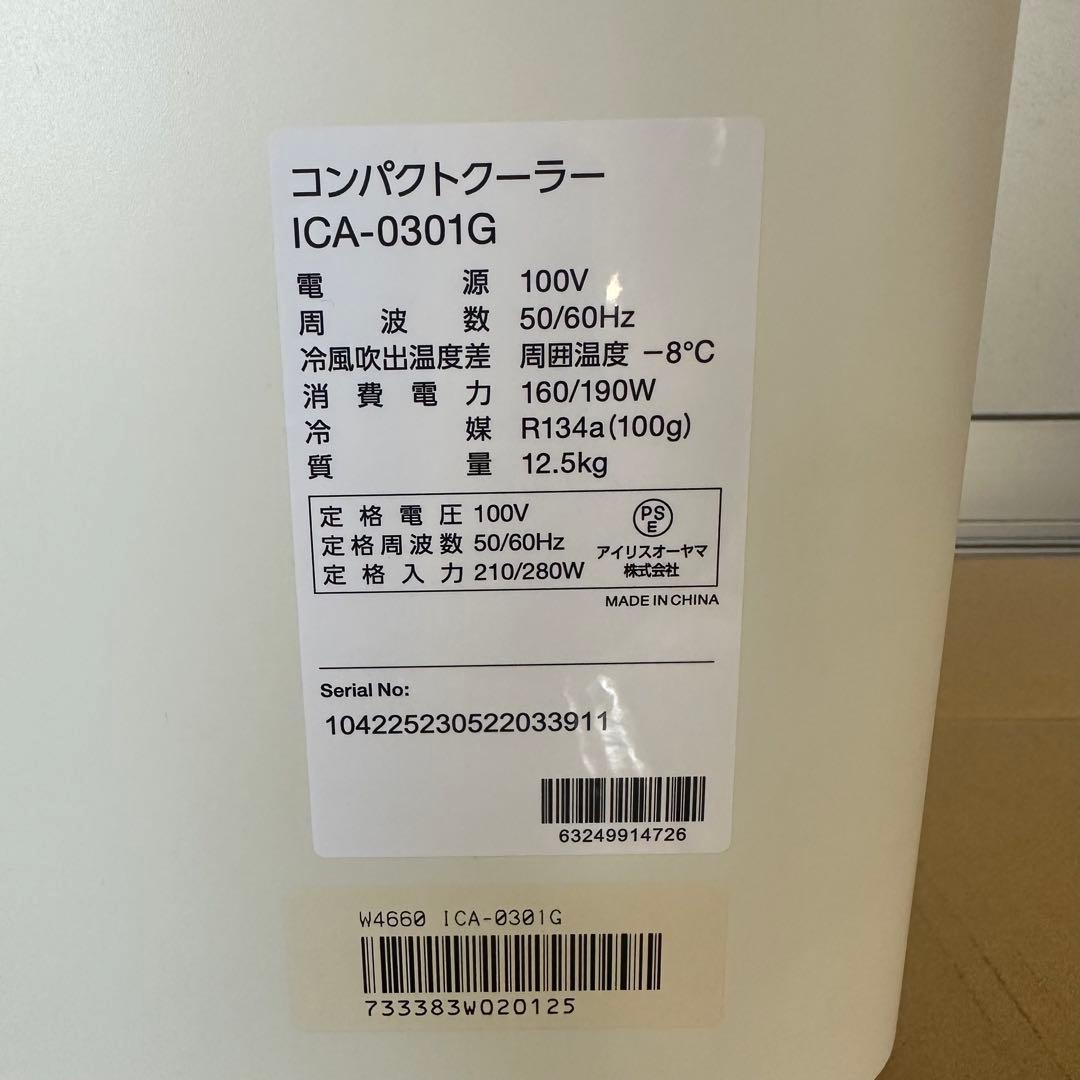 コンパクトクーラー
ICA-0301G
電源 100V
周波数 50/60Hz
冷風吹出温度差 周囲温度 −8℃
消費電力 160/190W
冷媒 R134a(100g)
質量 12.5kg
定格電圧 100V
定格周波数 50/60Hz
定格入力 210/280W
PS
E
アイリスオーヤマ
株式会社
MADE IN CHINA
Serial No:
104225230522033911
63249914726
W4660 ICA-0301G
733383W020125